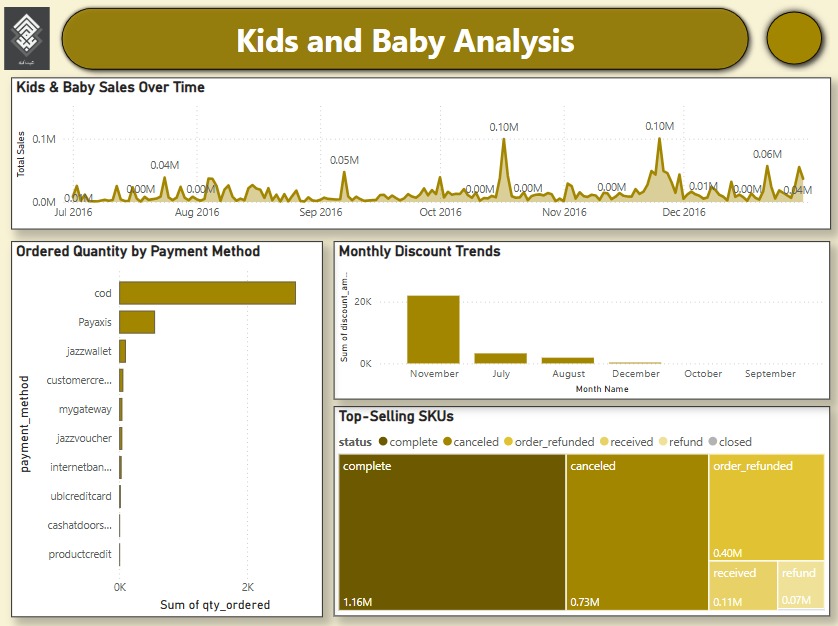 Kids and Baby Analysis
Kids & Baby Sales Over Time
Total Sales
0.1M
0.0M
0.04M
0.05M
0.10M
0.10M
0.06M
0.00M
0.00M
0.00M
0.00M
0.00M
0.01M
0.00M
0.04M
Jul 2016
Aug 2016
Sep 2016
Oct 2016
Nov 2016
Dec 2016
Ordered Quantity by Payment Method
payment_method
cod
Payaxis
jazzwallet
customercre...
mygateway
jazzvoucher
internetban...
ublcreditcard
cashatdoors...
productcredit
0K
2K
Sum of qty_ordered
Monthly Discount Trends
Sum of discount_am...
20K
0K
November
July
August
December
October
September
Month Name
Top-Selling SKUs
status complete canceled order_refunded received refund closed
complete
1.16M
canceled
0.73M
order_refunded
0.40M
received
0.11M
refund
0.07M